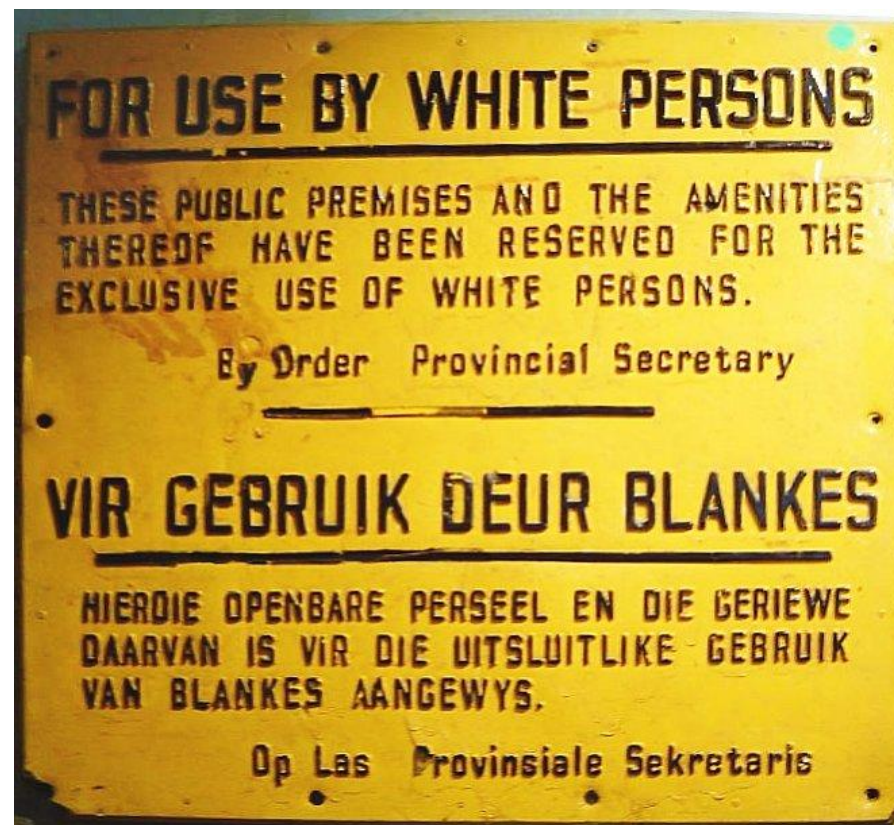 FOR USE BY WHITE PERSONS
THESE PUBLIC PREMISES AND THE AMENITIES
THEREOF HAVE BEEN RESERVED FOR THE
EXCLUSIVE USE OF WHITE PERSONS.
By Order Provincial Secretary
VIR GEBRUIK DEUR BLANKES
HIERDIE OPENBARE PERSEEL EN DIE GERIEWE
DAARVAN IS VIR DIE UITSLUITLIKE GEBRUIK
VAN BLANKES AANGEWYS.
Op Las Provinsiale Sekretaris